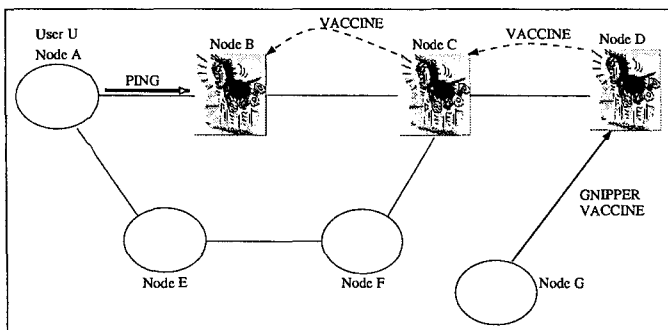 User U
Node A
PING
Node B
VACCINE
Node C
VACCINE
Node D
GNIPPER
VACCINE
Node E
Node F
Node G